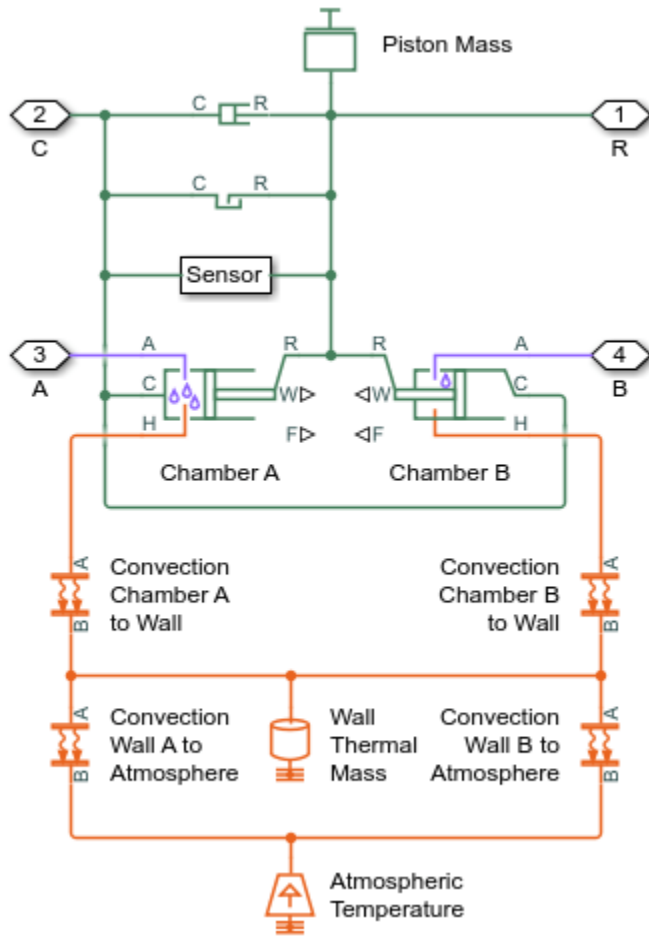 Piston Mass
2
C R
1
C
R
C R
Sensor
3
A R R A
4
A
C W W C
B
H F F H
Chamber A Chamber B
A Convection Convection A
Chamber A Chamber B
B to Wall to Wall B
A Convection Wall Convection A
Wall A to Thermal Wall B to
B Atmosphere Mass Atmosphere B
Atmospheric
Temperature